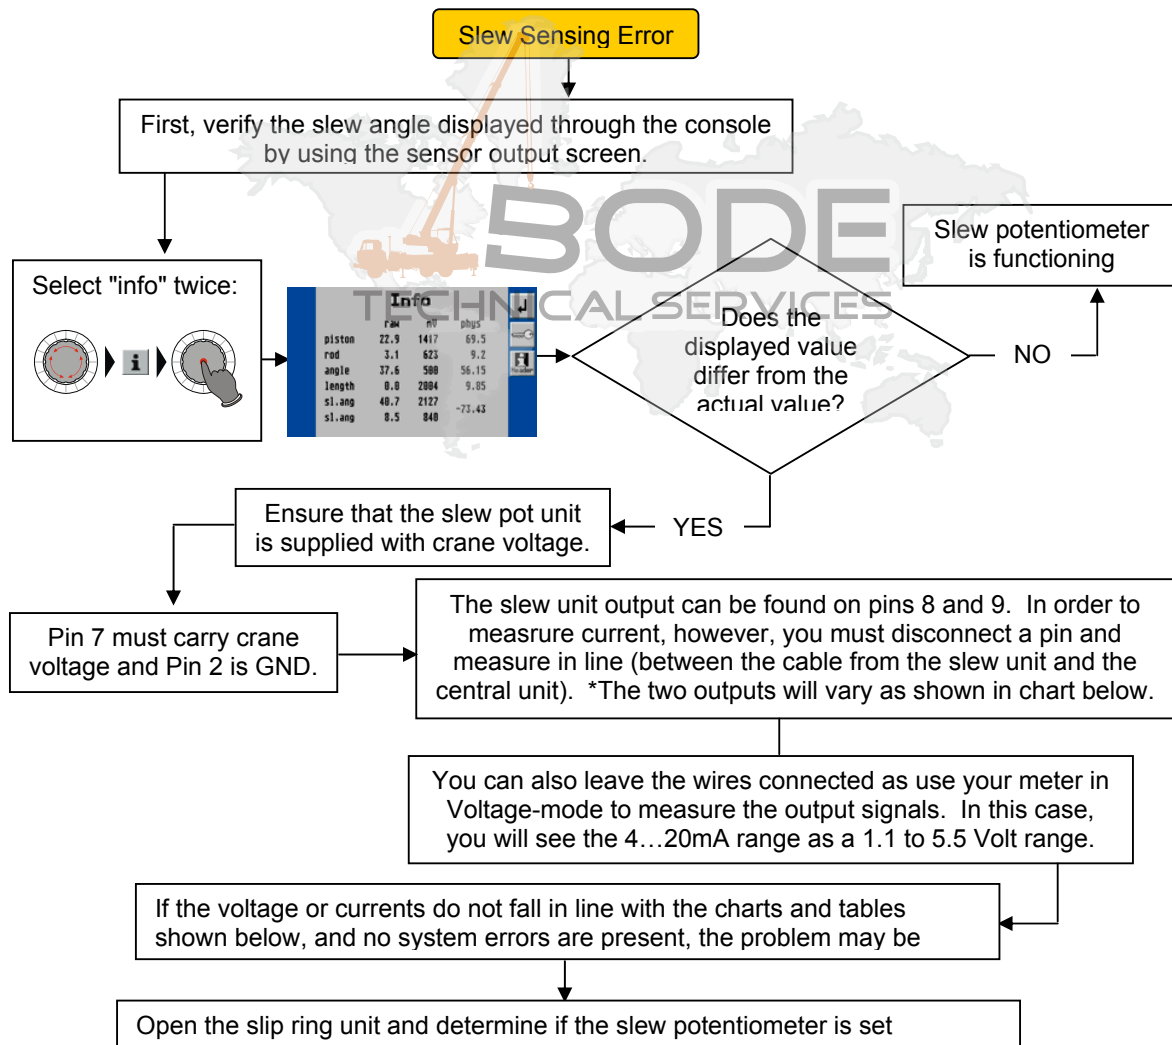 Slew Sensing Error
First, verify the slew angle displayed through the console
by using the sensor output screen.
BODE
TECHNICAL SERVICES
Slew potentiometer
is functioning
Select "info" twice:
i
Info
raw mV phys
piston 22.9 1417 69.5
rod 3.1 623 9.2
angle 37.6 500 56.15
length 0.0 2004 9.85
sl.ang 40.7 2127
-73.43
sl.ang 8.5 840
Does the
displayed value
differ from the
actual value?
NO
YES
Ensure that the slew pot unit
is supplied with crane voltage.
Pin 7 must carry crane
voltage and Pin 2 is GND.
The slew unit output can be found on pins 8 and 9. In order to
measrure current, however, you must disconnect a pin and
measure in line (between the cable from the slew unit and the
central unit). *The two outputs will vary as shown in chart below.
You can also leave the wires connected as use your meter in
Voltage-mode to measure the output signals. In this case,
you will see the 4…20mA range as a 1.1 to 5.5 Volt range.
If the voltage or currents do not fall in line with the charts and tables
shown below, and no system errors are present, the problem may be
Open the slip ring unit and determine if the slew potentiometer is set